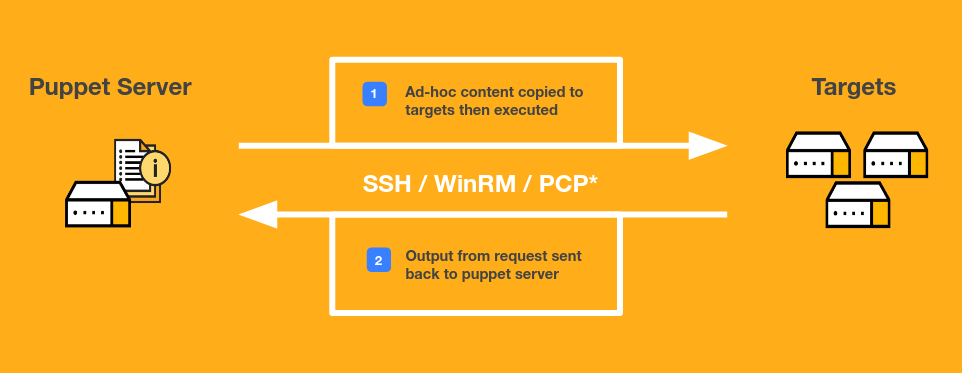 Puppet Server
1
Ad-hoc content copied to
targets then executed
Targets
i
SSH / WinRM / PCP*
2
Output from request sent
back to puppet server